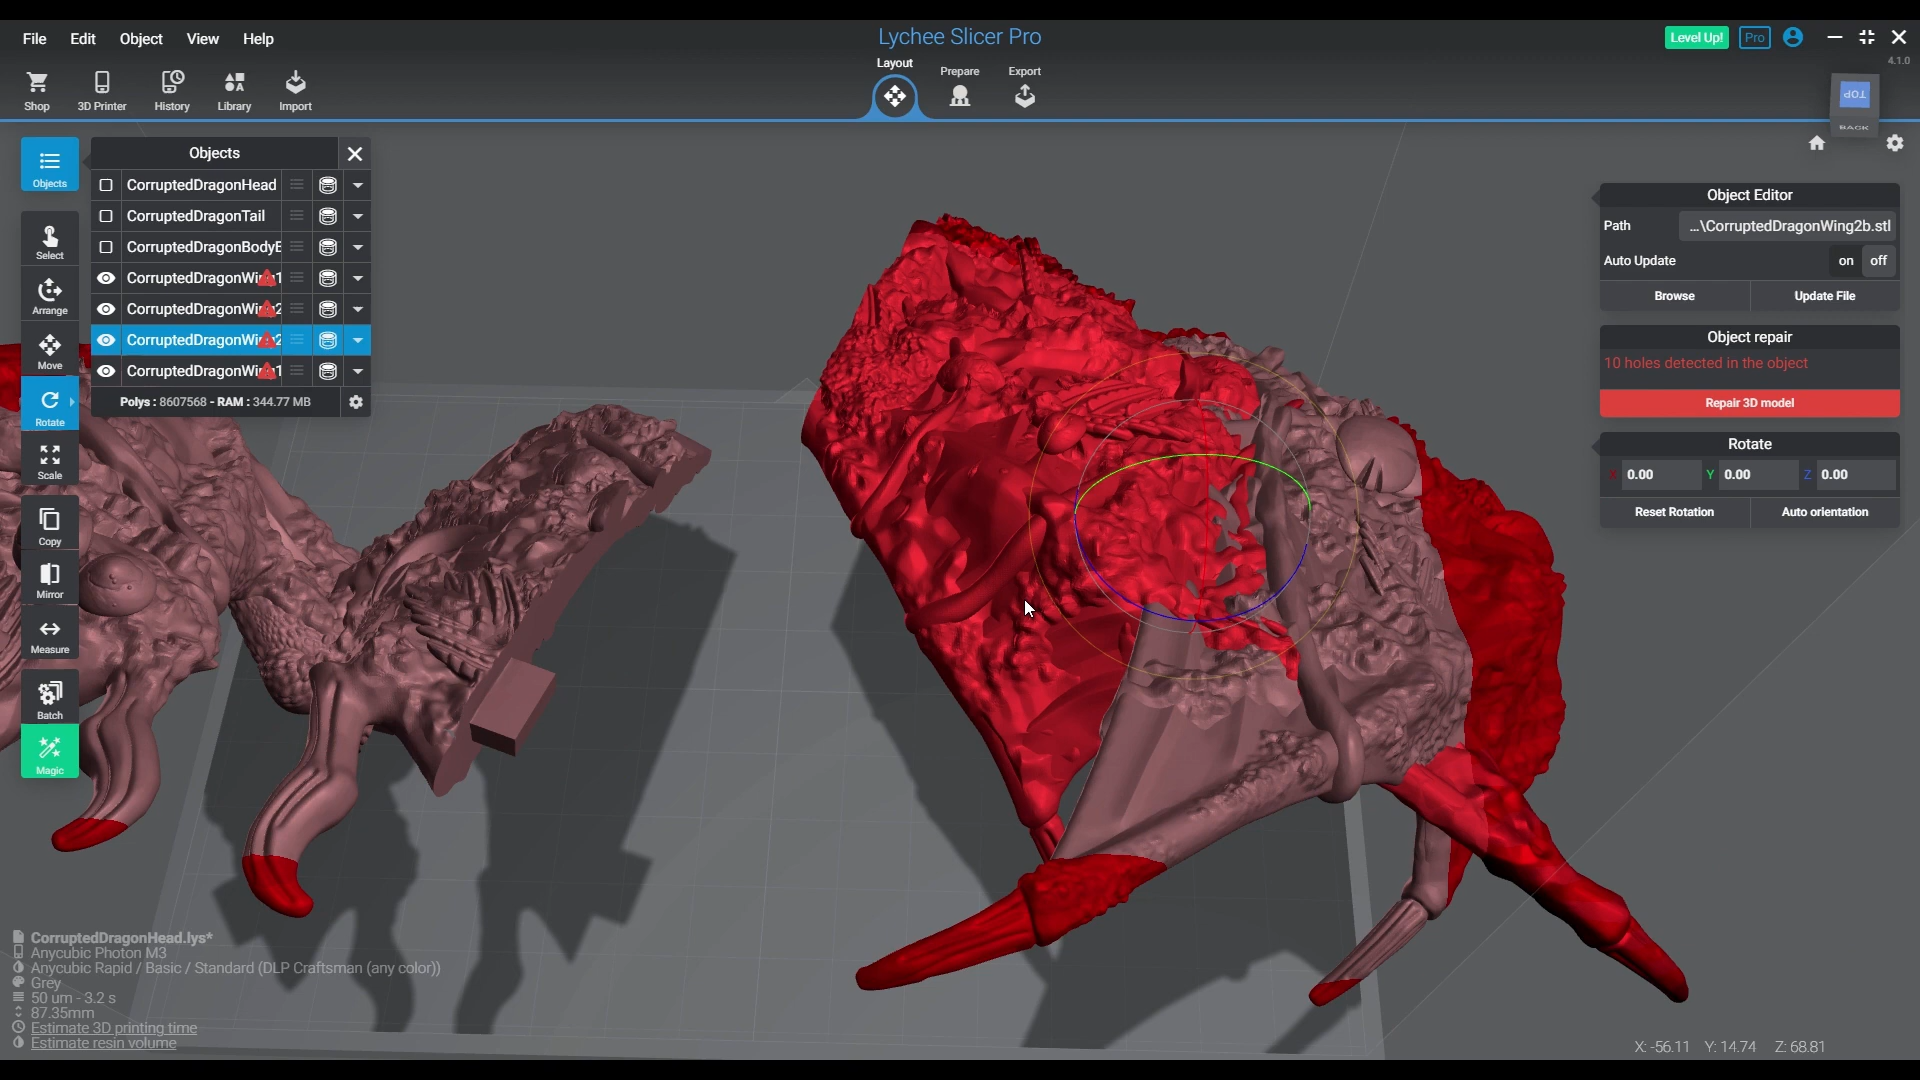 File Edit Object View Help
Lychee Slicer Pro
Level Up! Pro
4.1.0
Shop 3D Printer History Library Import
Layout Prepare Export
TOP
BACK
Objects
Objects
CorruptedDragonHead
CorruptedDragonTail
CorruptedDragonBodyB
CorruptedDragonWing1
CorruptedDragonWing2
CorruptedDragonWing2
CorruptedDragonWing1
Polys : 8607568 - RAM : 344.77 MB
Select
Arrange
Move
Rotate
Scale
Copy
Mirror
Measure
Batch
Magic
Object Editor
Path ...\CorruptedDragonWing2b.stl
Auto Update on off
Browse Update File
Object repair
10 holes detected in the object
Repair 3D model
Rotate
X 0.00 Y 0.00 Z 0.00
Reset Rotation Auto orientation
CorruptedDragonHead.lys*
Anycubic Photon M3
Anycubic Rapid / Basic / Standard (DLP Craftsman (any color))
Grey
50 um - 3.2 s
87.35mm
Estimate 3D printing time
Estimate resin volume
X: -56.11 Y: 14.74 Z: 68.81